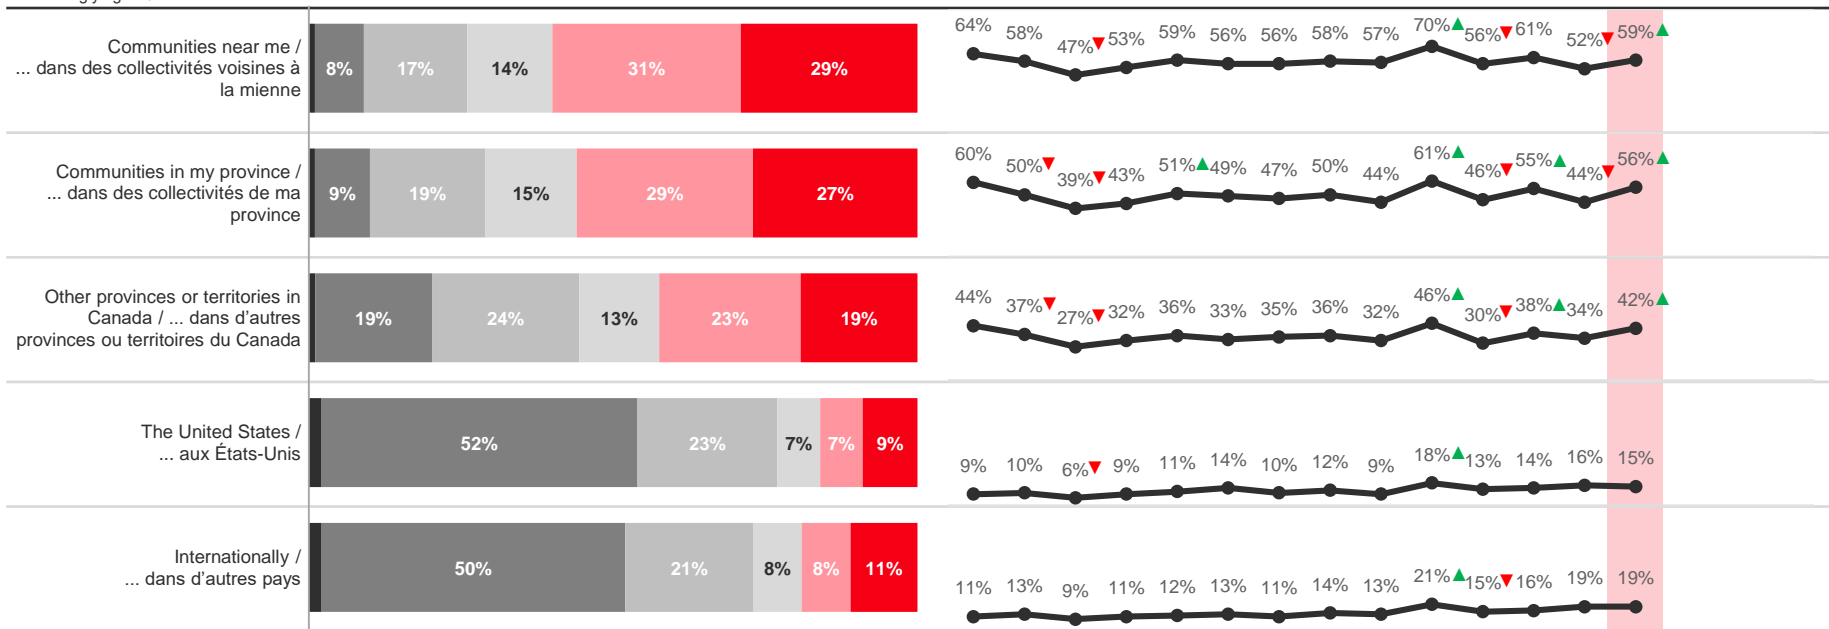 Communities near me /
... dans des collectivités voisines à
la mienne
8% 17% 14% 31% 29%
64% 58% 47%▼ 53% 59% 56% 56% 58% 57% 70%▲ 56%▼ 61% 52%▼ 59%▲
Communities in my province /
... dans des collectivités de ma
province
9% 19% 15% 29% 27%
60% 50%▼ 39%▼ 43% 51%▲ 49% 47% 50% 44% 61%▲ 46%▼ 55%▲ 44%▼ 56%▲
Other provinces or territories in
Canada / ... dans d’autres
provinces ou territoires du Canada
19% 24% 13% 23% 19%
44% 37%▼ 27%▼ 32% 36% 33% 35% 36% 32% 46%▲ 30%▼ 38%▲ 34% 42%▲
The United States /
... aux États-Unis
52% 23% 7% 7% 9%
9% 10% 6%▼ 9% 11% 14% 10% 12% 9% 18%▲ 13% 14% 16% 15%
Internationally /
... dans d’autres pays
50% 21% 8% 8% 11%
11% 13% 9% 11% 12% 13% 11% 14% 13% 21%▲ 15%▼ 16% 19% 19%